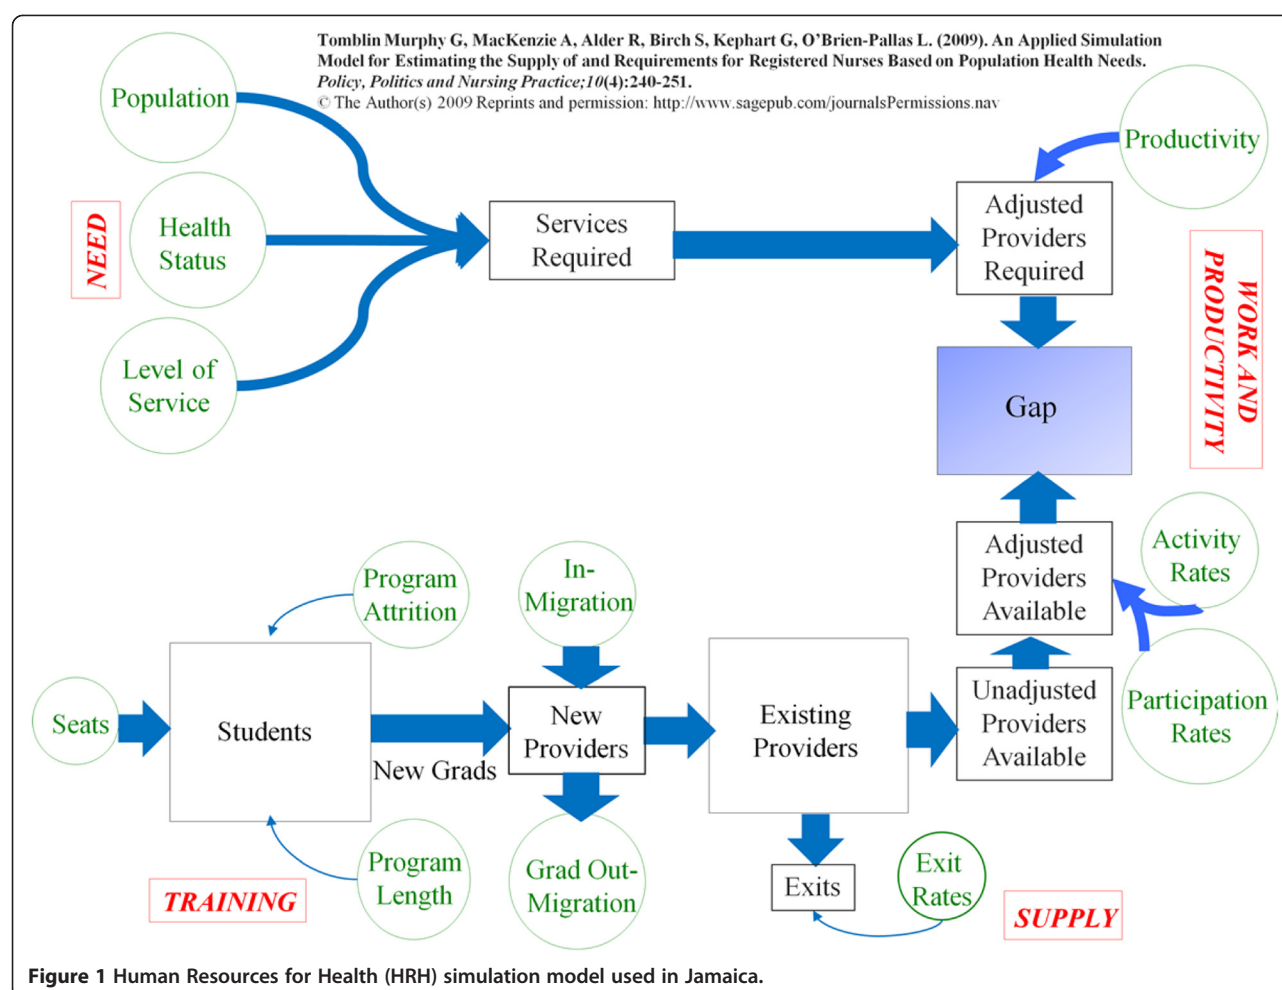 Tomblin Murphy G, MacKenzie A, Alder R, Birch S, Kephart G, O'Brien-Pallas L. (2009). An Applied Simulation
Model for Estimating the Supply of and Requirements for Registered Nurses Based on Population Health Needs.
Policy, Politics and Nursing Practice;10(4):240-251.
© The Author(s) 2009 Reprints and permission: http://www.sagepub.com/journalsPermissions.nav
Population
Productivity
NEED
Health
Status
Services
Required
Adjusted
Providers
Required
WORK AND
PRODUCTIVITY
Level of
Service
Gap
Program
Attrition
In-
Migration
Adjusted
Providers
Available
Activity
Rates
Seats
Students
New Grads
New
Providers
Existing
Providers
Unadjusted
Providers
Available
Participation
Rates
TRAINING
Program
Length
Grad Out-
Migration
Exits
Exit
Rates
SUPPLY
Figure 1 Human Resources for Health (HRH) simulation model used in Jamaica.